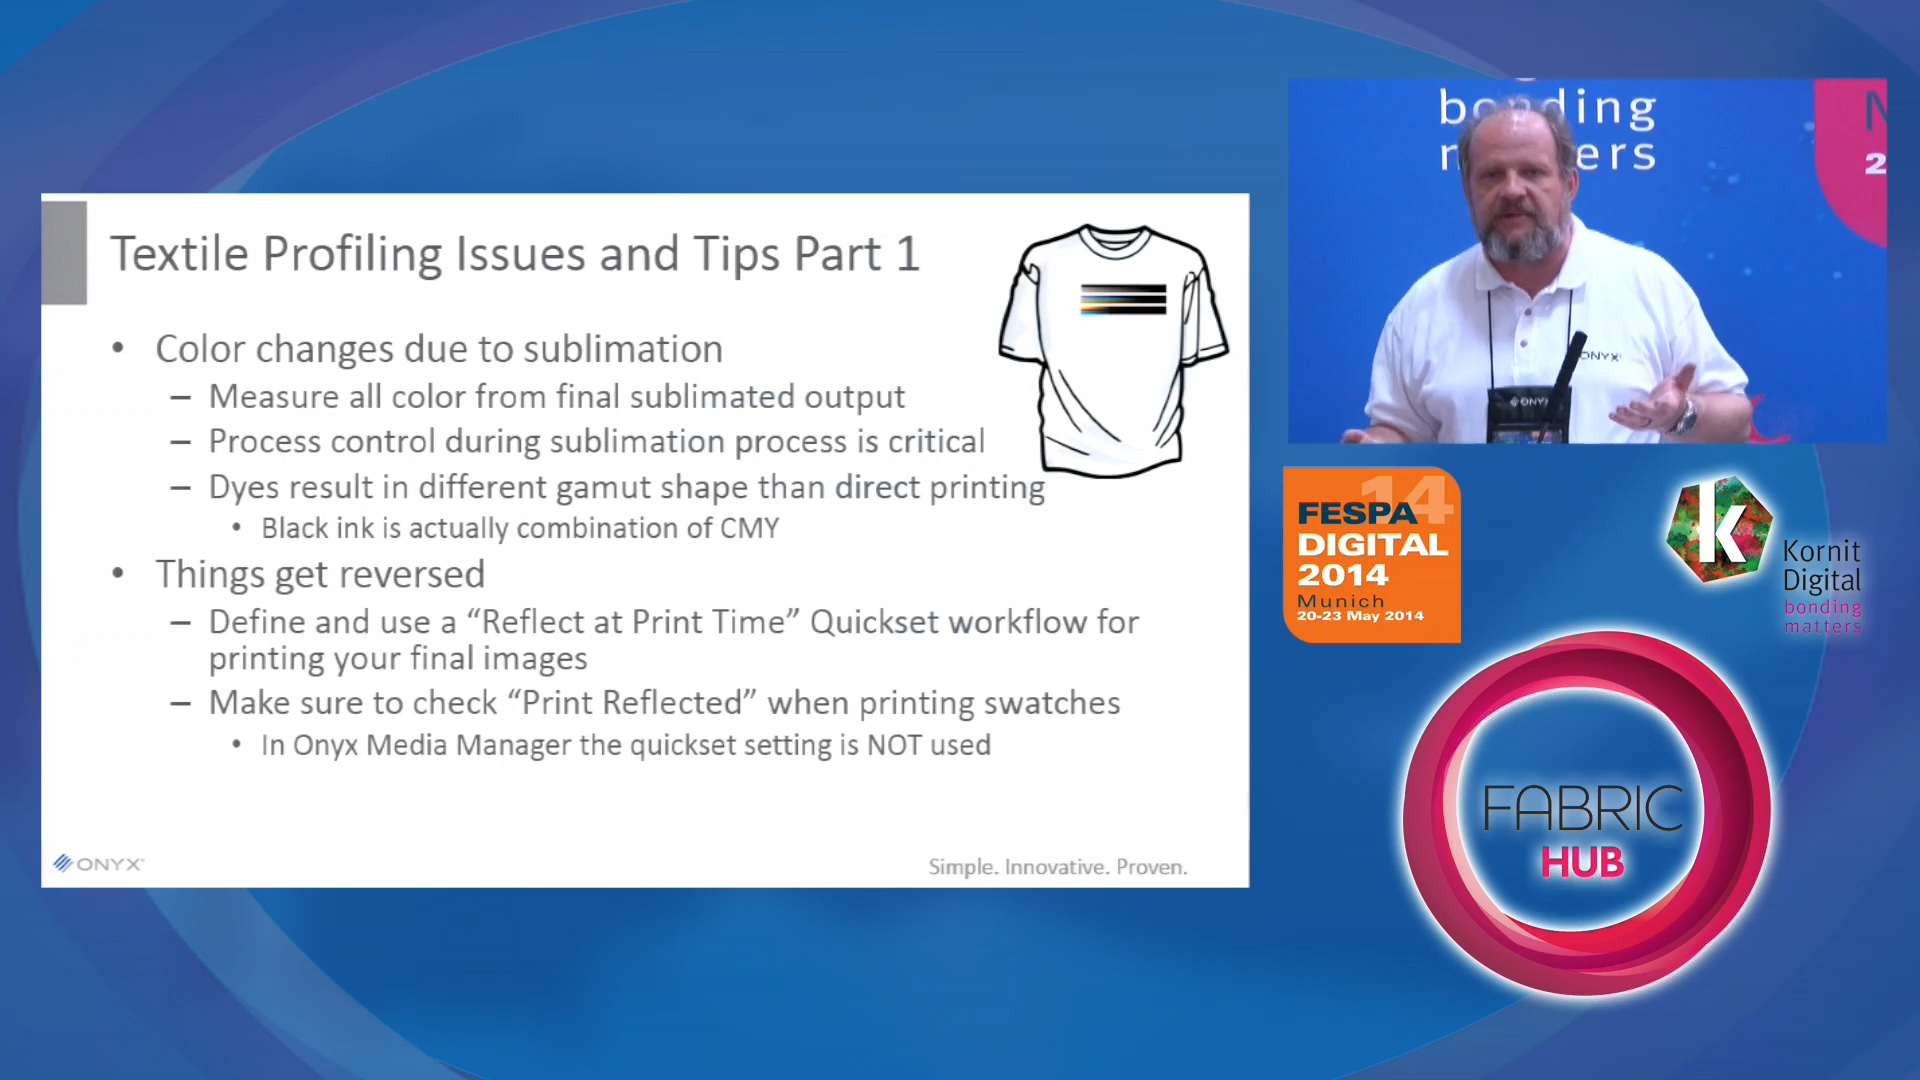 Textile Profiling Issues and Tips Part 1
• Color changes due to sublimation
– Measure all color from final sublimated output
– Process control during sublimation process is critical
– Dyes result in different gamut shape than direct printing
• Black ink is actually combination of CMY
• Things get reversed
– Define and use a “Reflect at Print Time” Quickset workflow for
printing your final images
– Make sure to check “Print Reflected” when printing swatches
• In Onyx Media Manager the quickset setting is NOT used
ONYX
Simple. Innovative. Proven.
bonding
ONYX
ONYX
14
FESPA
DIGITAL
2014
Munich
20-23 May 2014
k
Kornit
Digital
bonding
matters
FABRIC
HUB